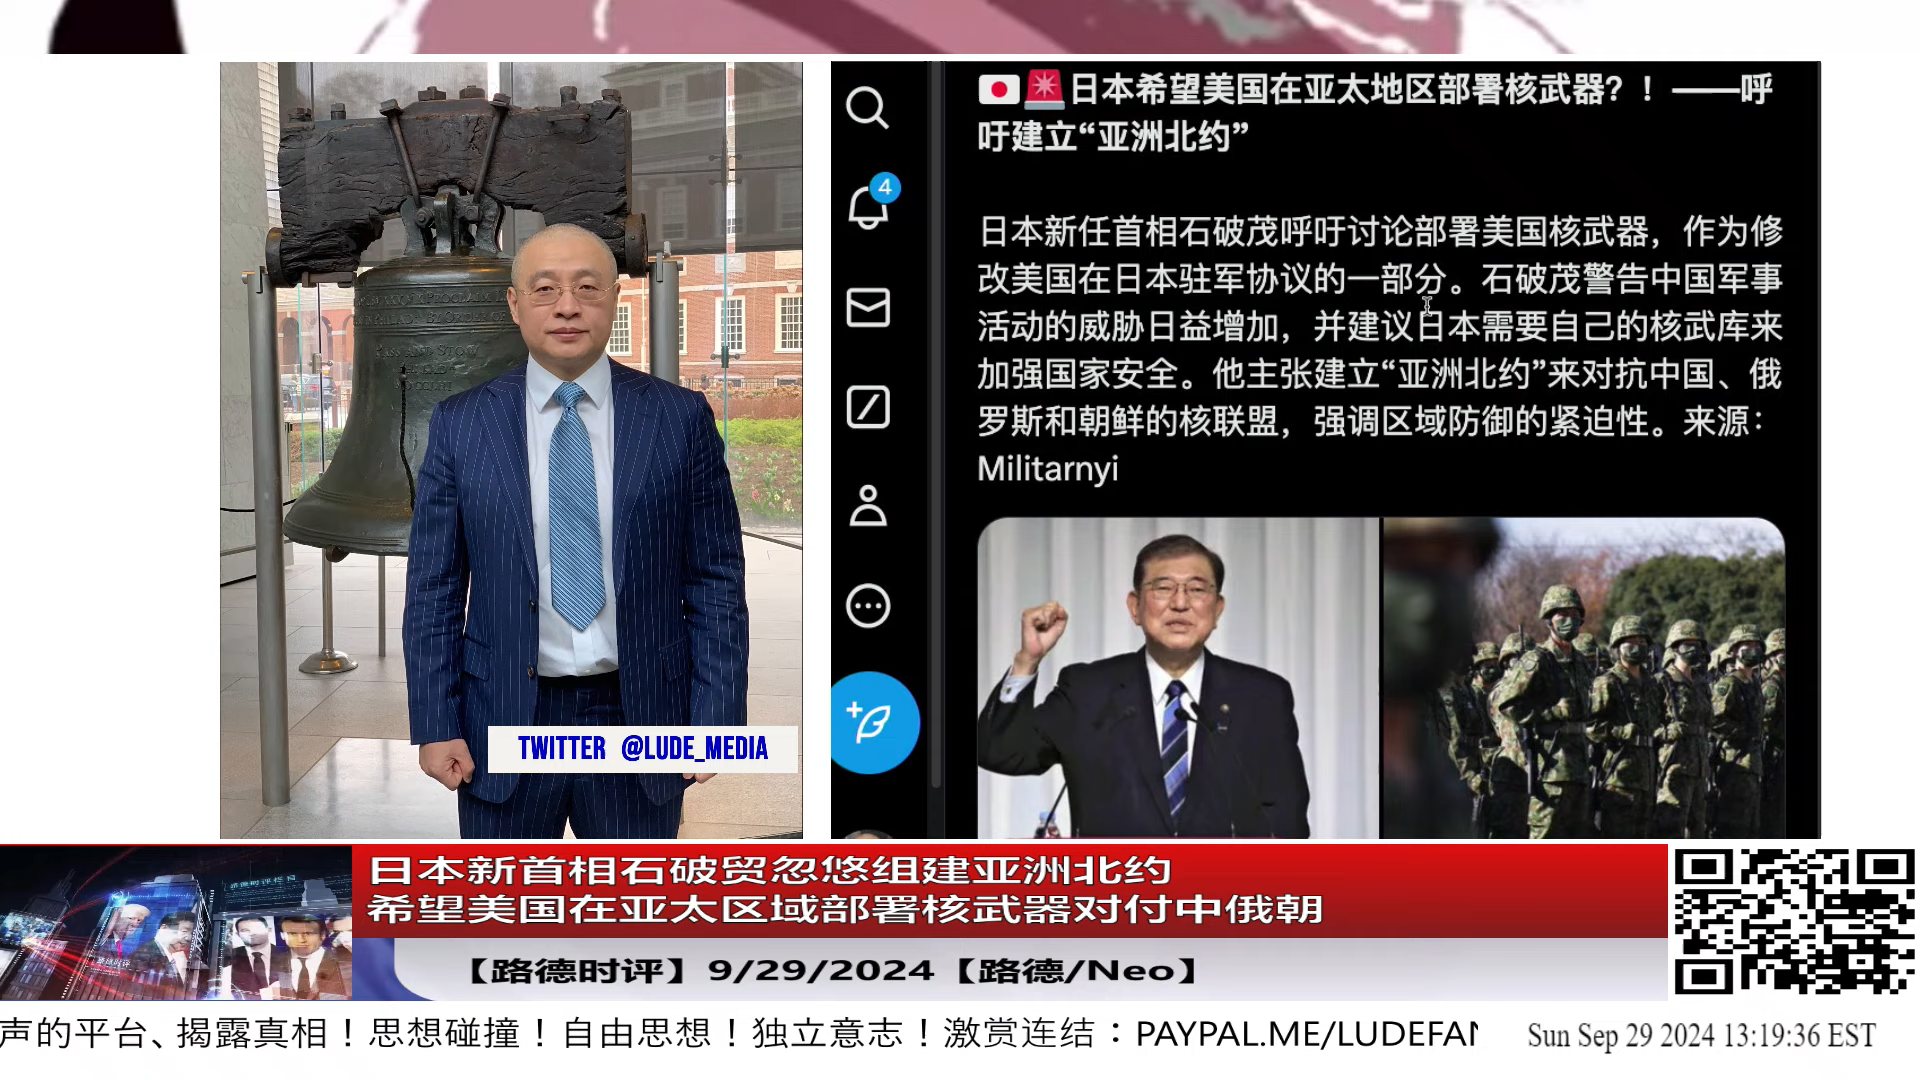 🇯🇵🚨日本希望美国在亚太地区部署核武器？！——呼
吁建立“亚洲北约”
日本新任首相石破茂呼吁讨论部署美国核武器，作为修
改美国在日本驻军协议的一部分。石破茂警告中国军事
活动的威胁日益增加，并建议日本需要自己的核武库来
加强国家安全。他主张建立“亚洲北约”来对抗中国、俄
罗斯和朝鲜的核联盟，强调区域防御的紧迫性。来源：
Militarnyi
4
TWITTER @LUDE_MEDIA
日本新首相石破贸忽悠组建亚洲北约
希望美国在亚太区域部署核武器对付中俄朝
【路德时评】9/29/2024【路德/Neo】
声的平台、揭露真相！思想碰撞！自由思想！独立意志！激赏连结：PAYPAL.ME/LUDEFAN
Sun Sep 29 2024 13:19:36 EST